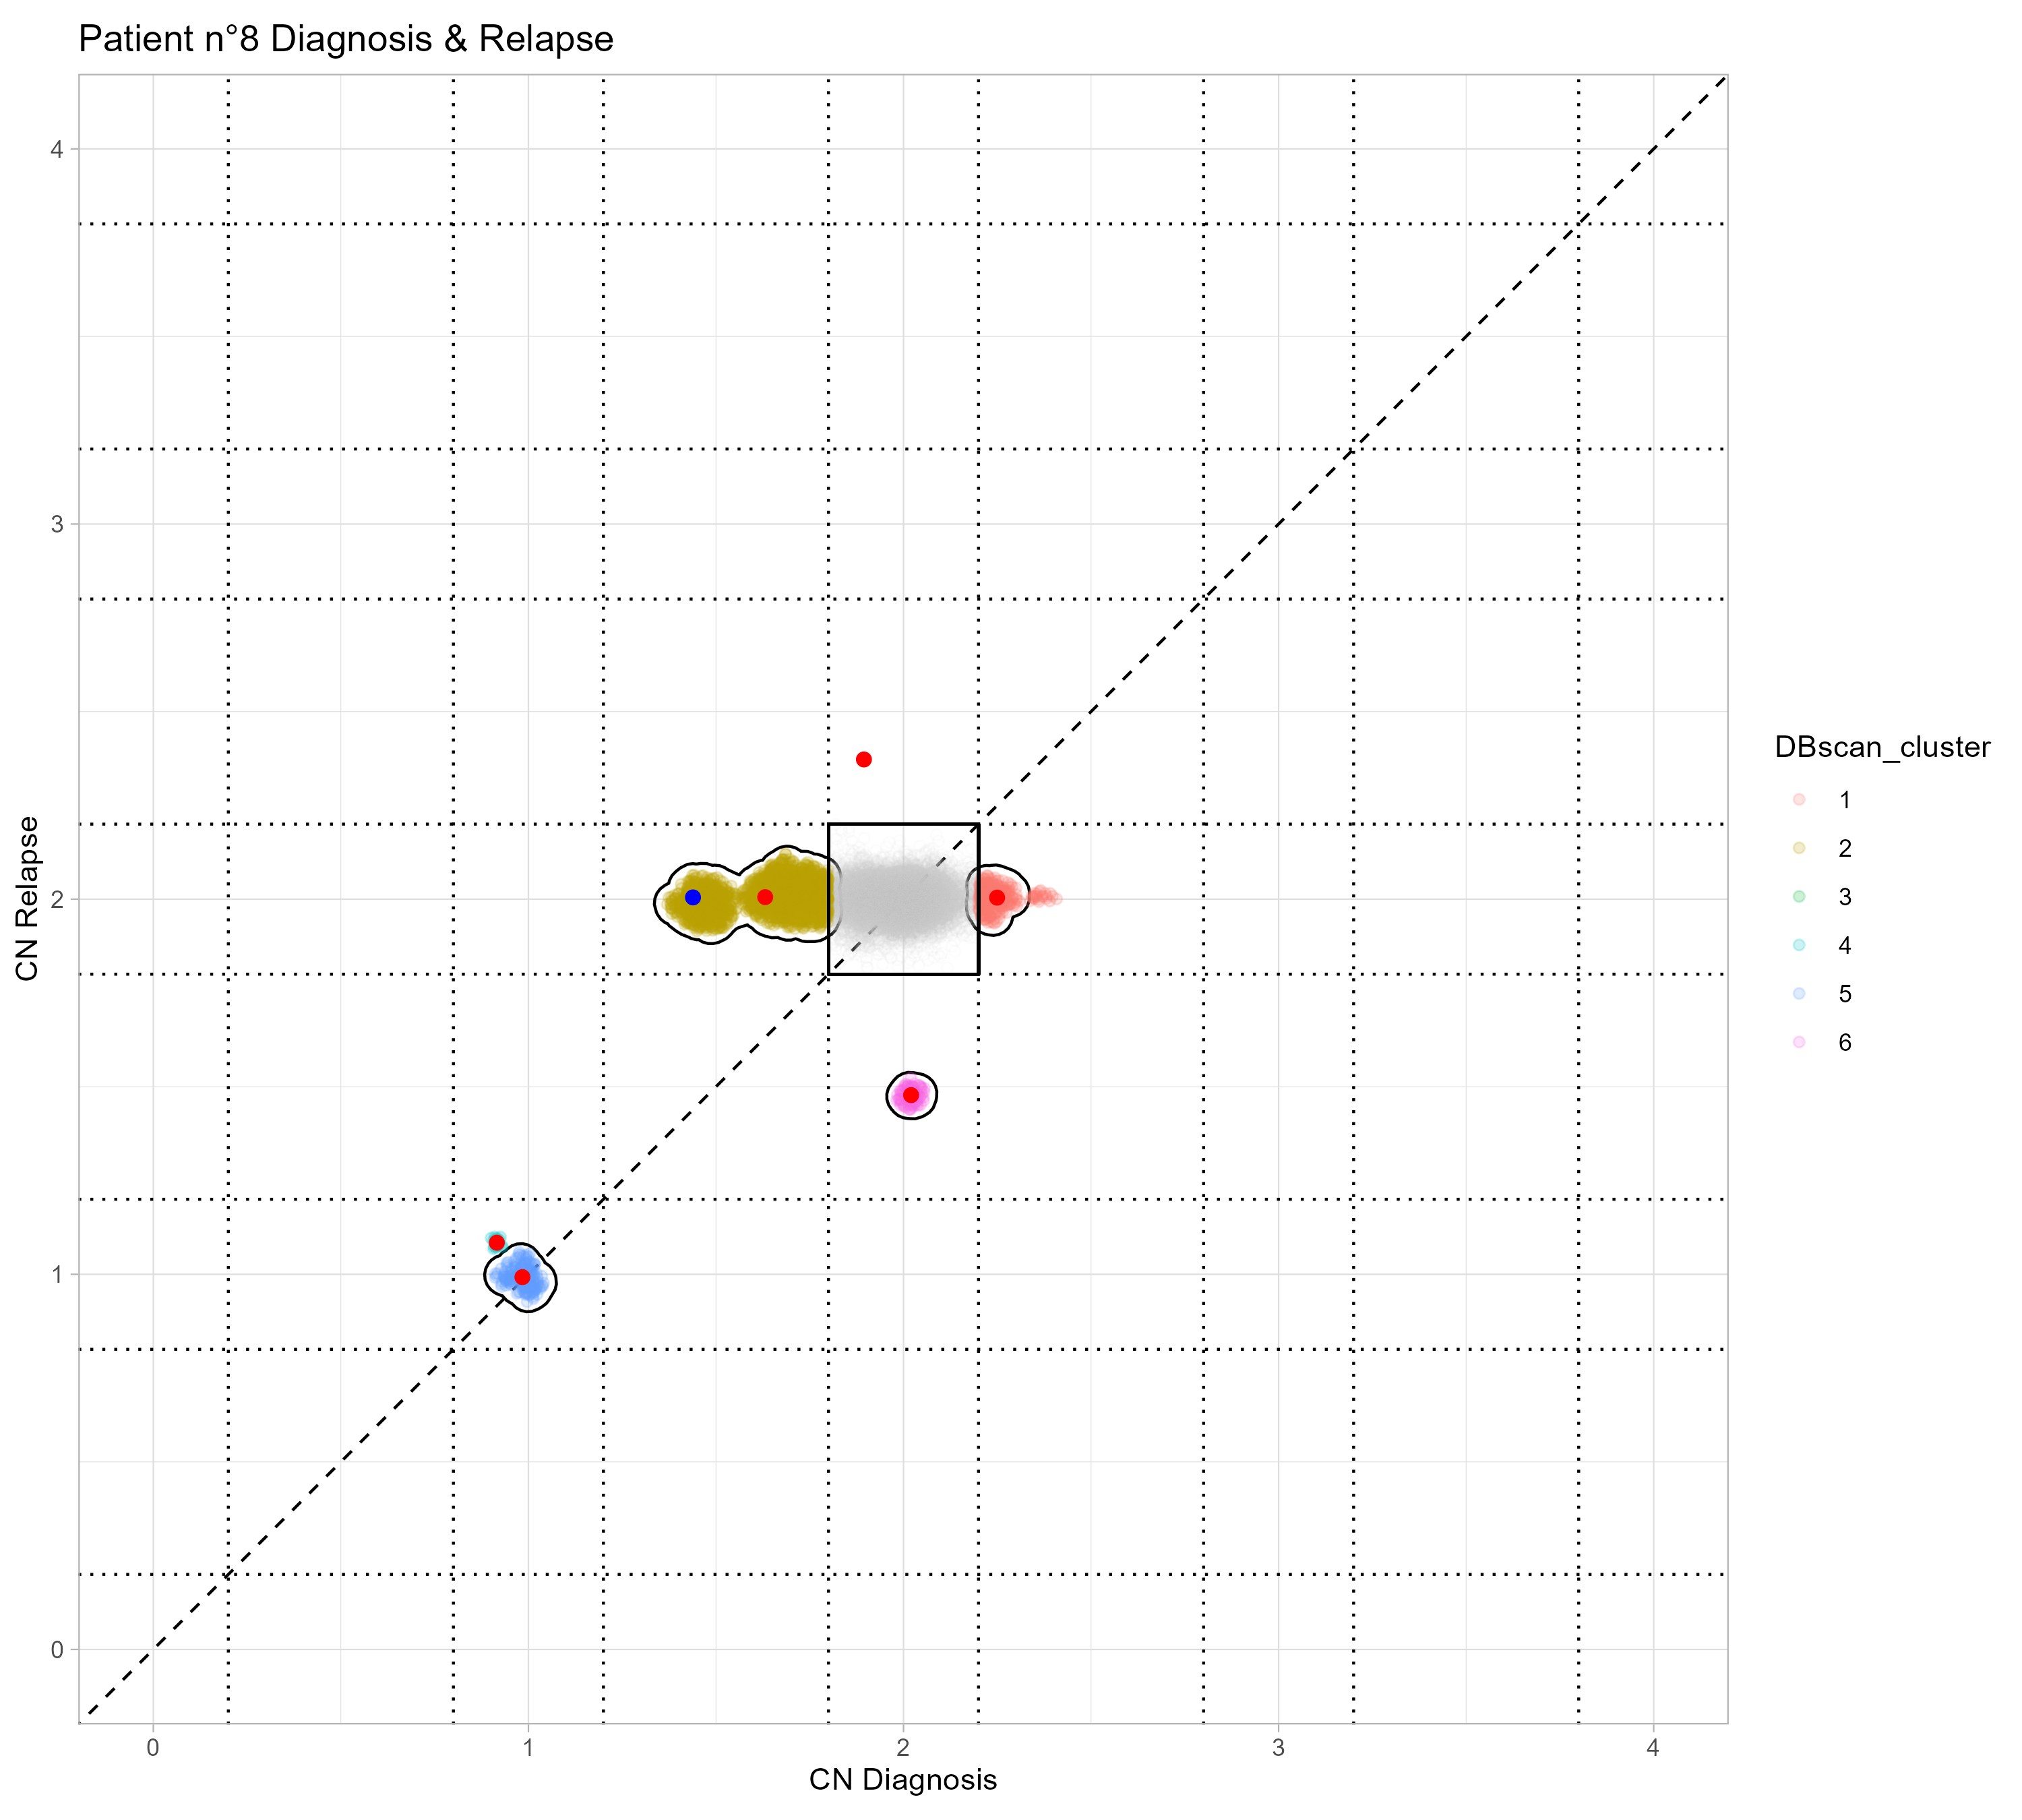 Patient n°8 Diagnosis & Relapse
4
3
2
1
0
CN Relapse
0 1 2 3 4
CN Diagnosis
DBscan_cluster
1
2
3
4
5
6